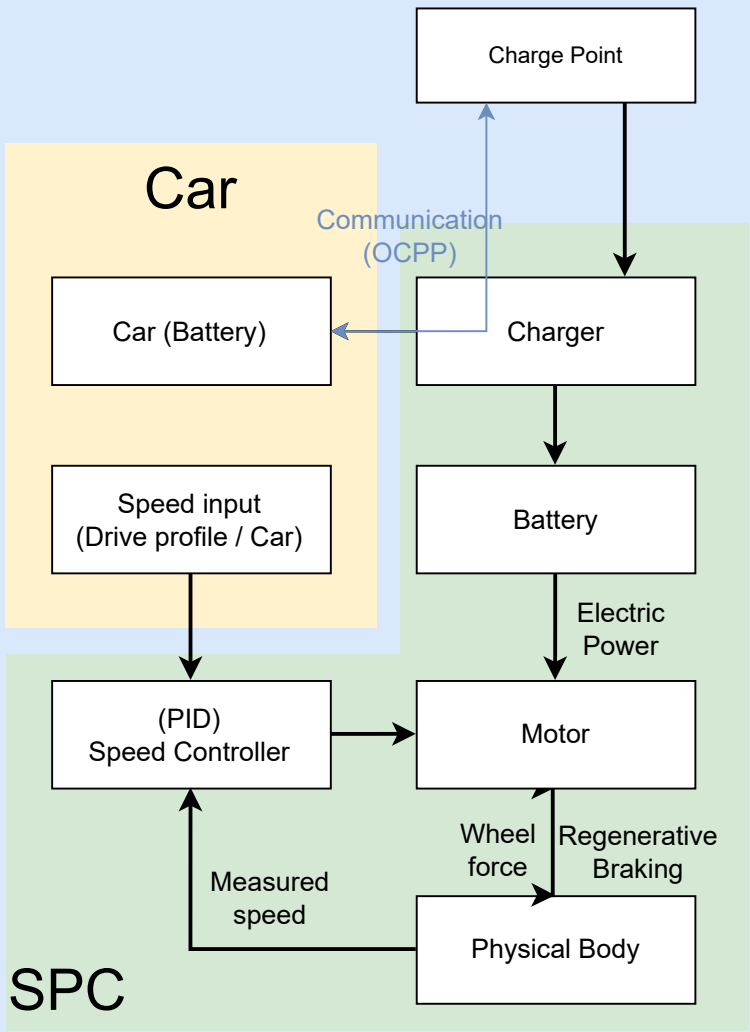 Charge Point
Car
Communication
(OCPP)
Car (Battery)
Charger
Speed input
(Drive profile / Car)
Battery
Electric
Power
(PID)
Speed Controller
Motor
Wheel
force
Regenerative
Braking
Measured
speed
Physical Body
SPC